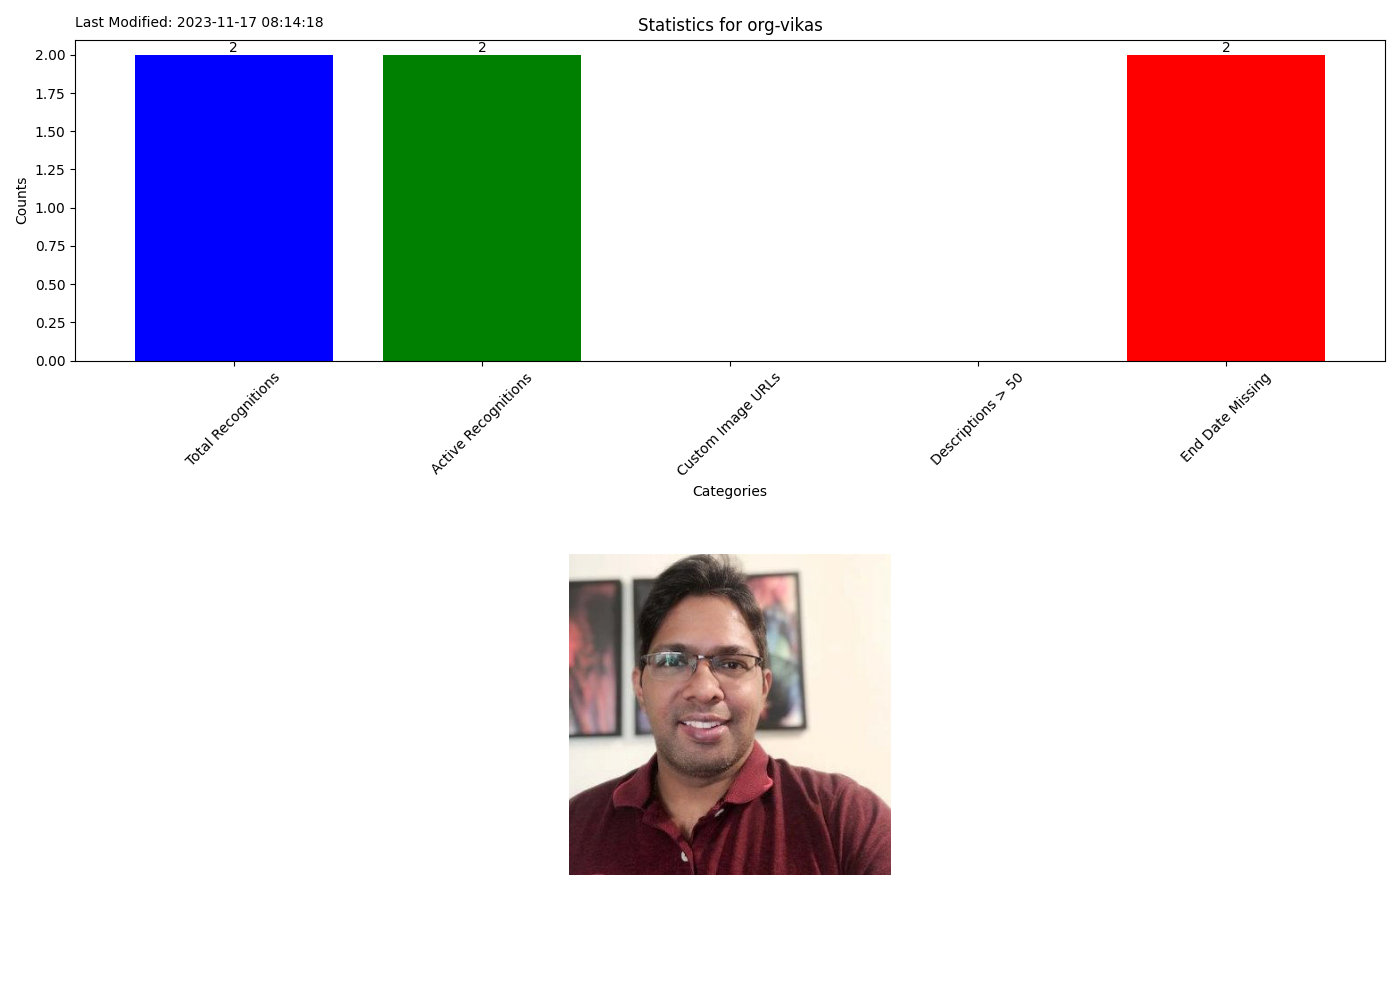 Last Modified: 2023-11-17 08:14:18
Statistics for org-vikas
2
2
2
2.00
1.75
1.50
1.25
1.00
0.75
0.50
0.25
0.00
Counts
Total Recognitions
Active Recognitions
Custom Image URLs
Descriptions > 50
End Date Missing
Categories